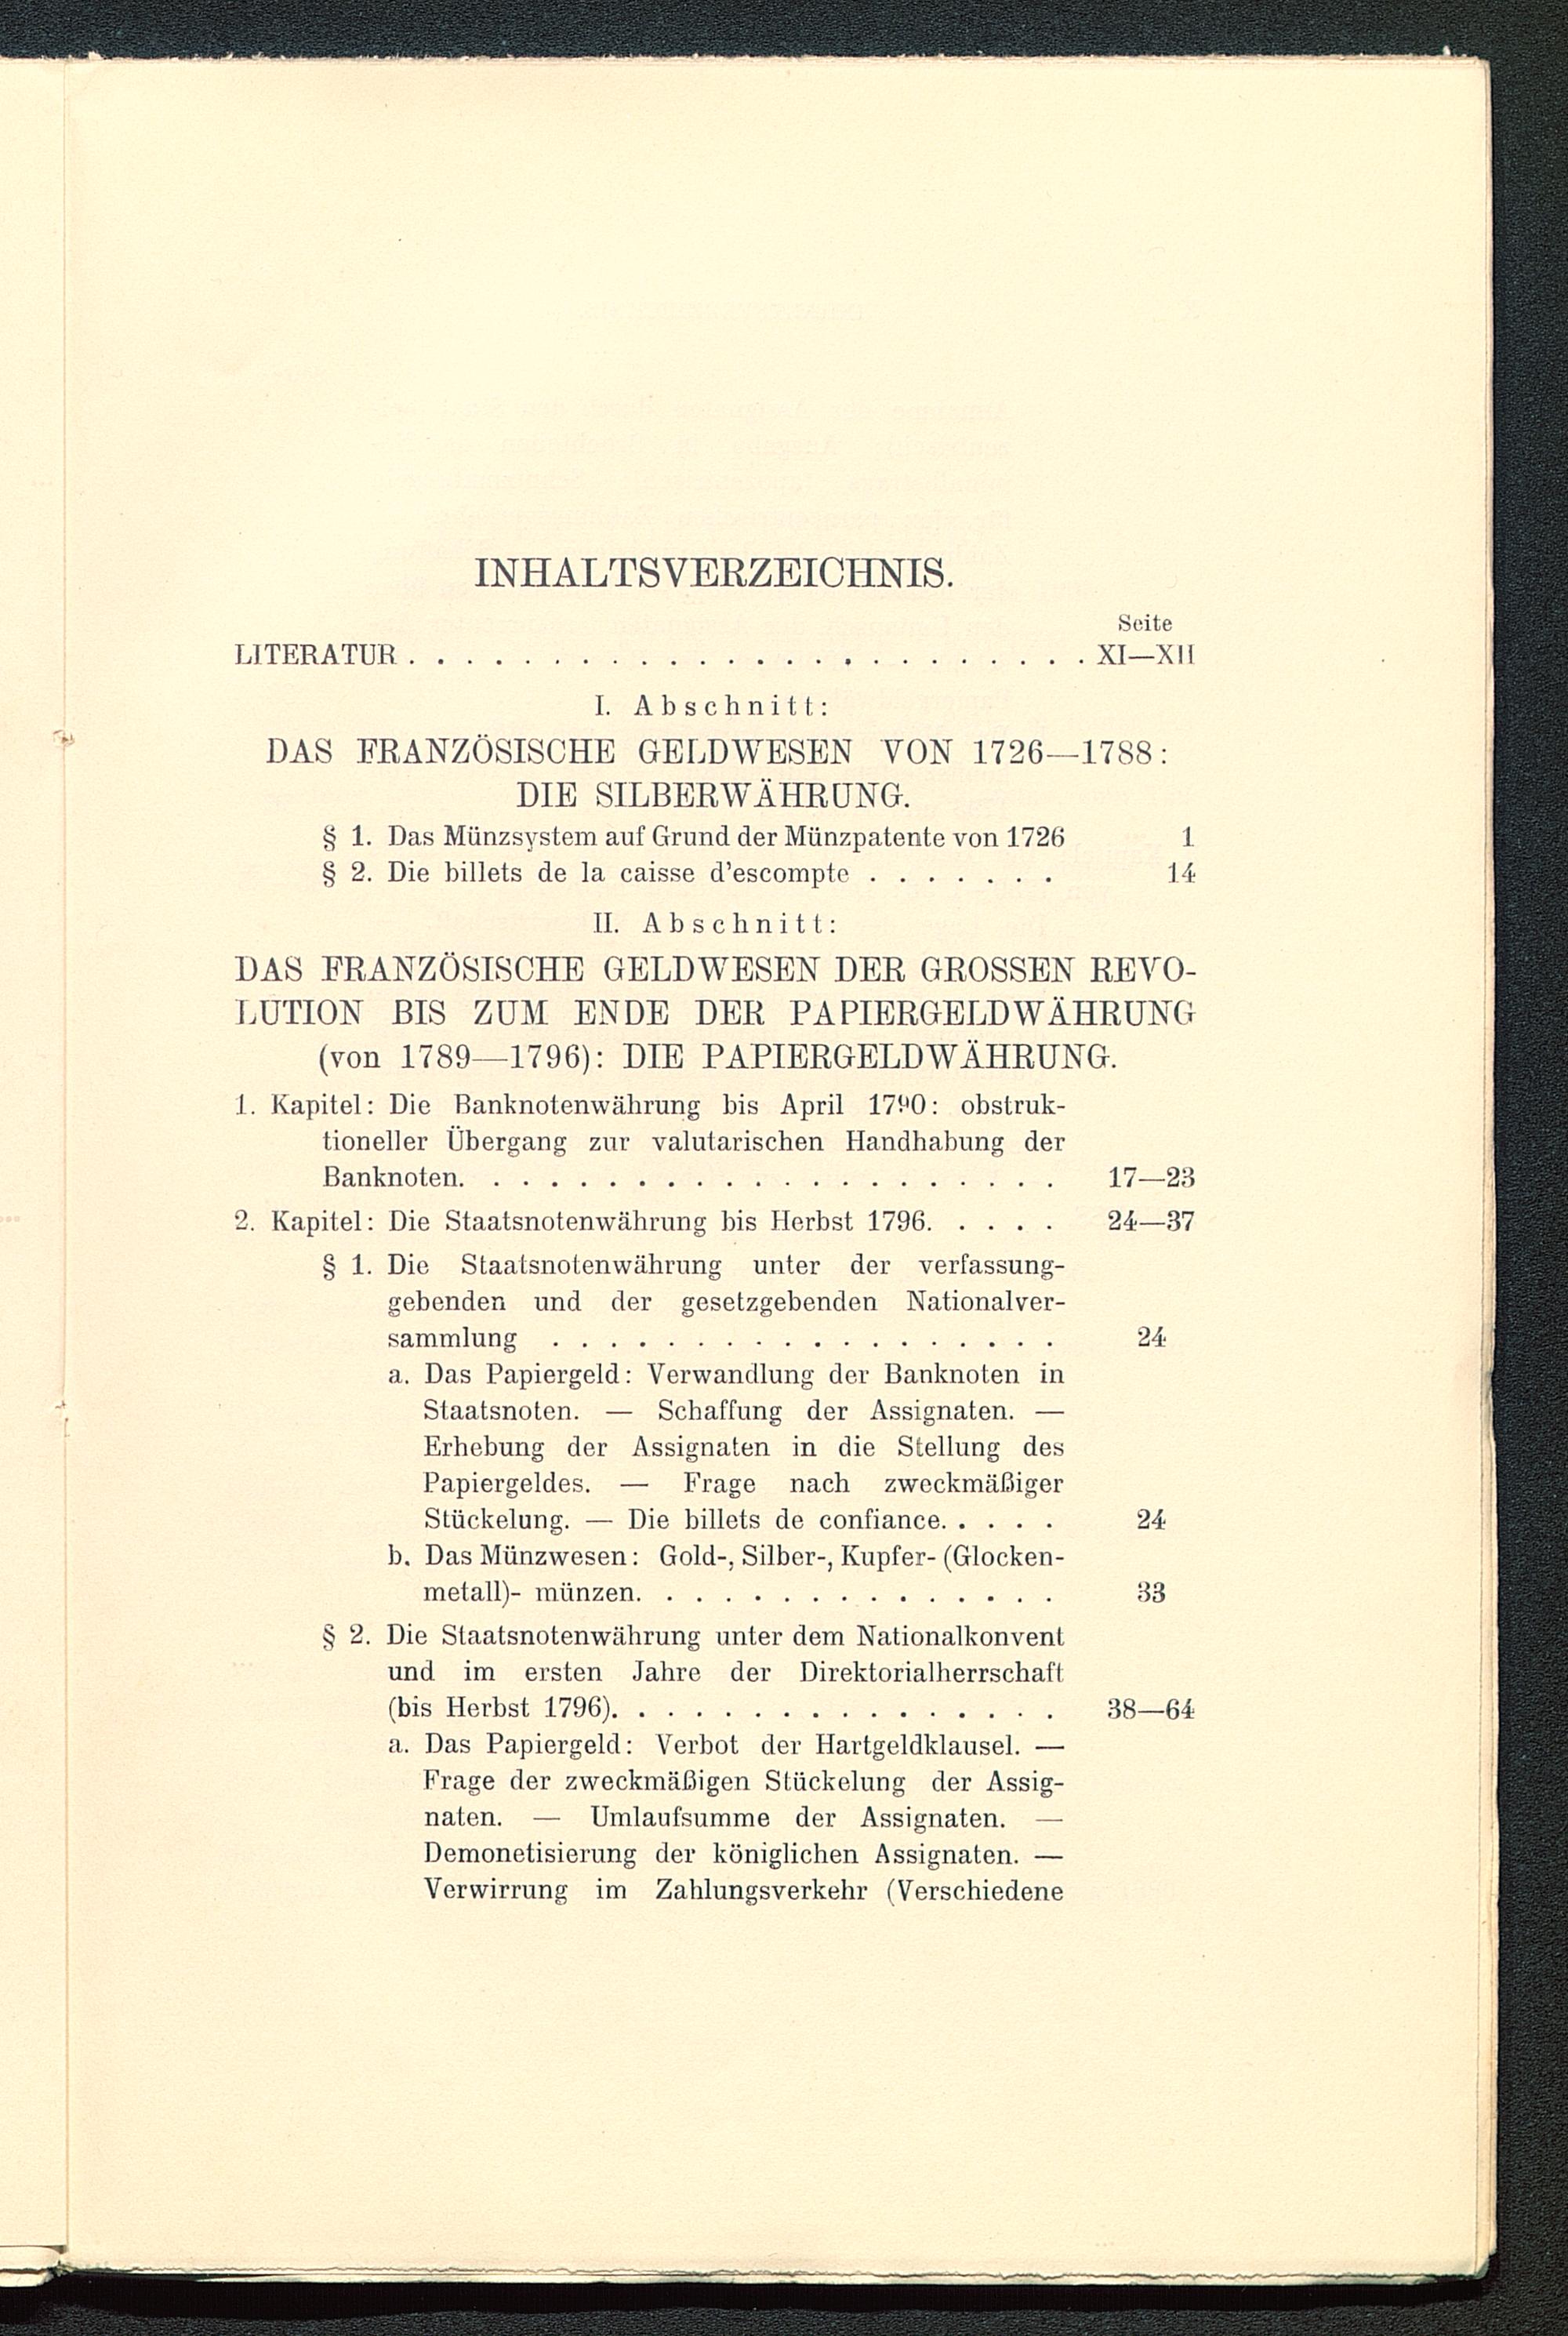 INHALTSVERZEICHNIS.
Seite
LITERATUR . . . . . . . . . . . . . . . . . . . . . . . . XI—XII
I. Abschnitt:
DAS FRANZÖSISCHE GELDWESEN VON 1726—1788:
DIE SILBERWÄHRUNG.
§ 1. Das Münzsystem auf Grund der Münzpatente von 1726 1
§ 2. Die billets de la caisse d'escompte . . . . . . . 14
II. Abschnitt:
DAS FRANZÖSISCHE GELDWESEN DER GROSSEN REVO-
LUTION BIS ZUM ENDE DER PAPIERGELDWÄHRUNG
(von 1789—1796): DIE PAPIERGELDWÄHRUNG.
1. Kapitel: Die Banknotenwährung bis April 1790: obstruk-
tioneller Übergang zur valutarischen Handhabung der
Banknoten. . . . . . . . . . . . . . . . . . . . . 17—23
2. Kapitel: Die Staatsnotenwährung bis Herbst 1796. . . . . 24—37
§ 1. Die Staatsnotenwährung unter der verfassung-
gebenden und der gesetzgebenden Nationalver-
sammlung . . . . . . . . . . . . . . . . . . 24
a. Das Papiergeld: Verwandlung der Banknoten in
Staatsnoten. — Schaffung der Assignaten. —
Erhebung der Assignaten in die Stellung des
Papiergeldes. — Frage nach zweckmäßiger
Stückelung. — Die billets de confiance. . . . . 24
b. Das Münzwesen: Gold-, Silber-, Kupfer- (Glocken-
metall)- münzen. . . . . . . . . . . . . . . 33
§ 2. Die Staatsnotenwährung unter dem Nationalkonvent
und im ersten Jahre der Direktorialherrschaft
(bis Herbst 1796). . . . . . . . . . . . . . . . 38—64
a. Das Papiergeld: Verbot der Hartgeldklausel. —
Frage der zweckmäßigen Stückelung der Assig-
naten. — Umlaufsumme der Assignaten. —
Demonetisierung der königlichen Assignaten. —
Verwirrung im Zahlungsverkehr (Verschiedene